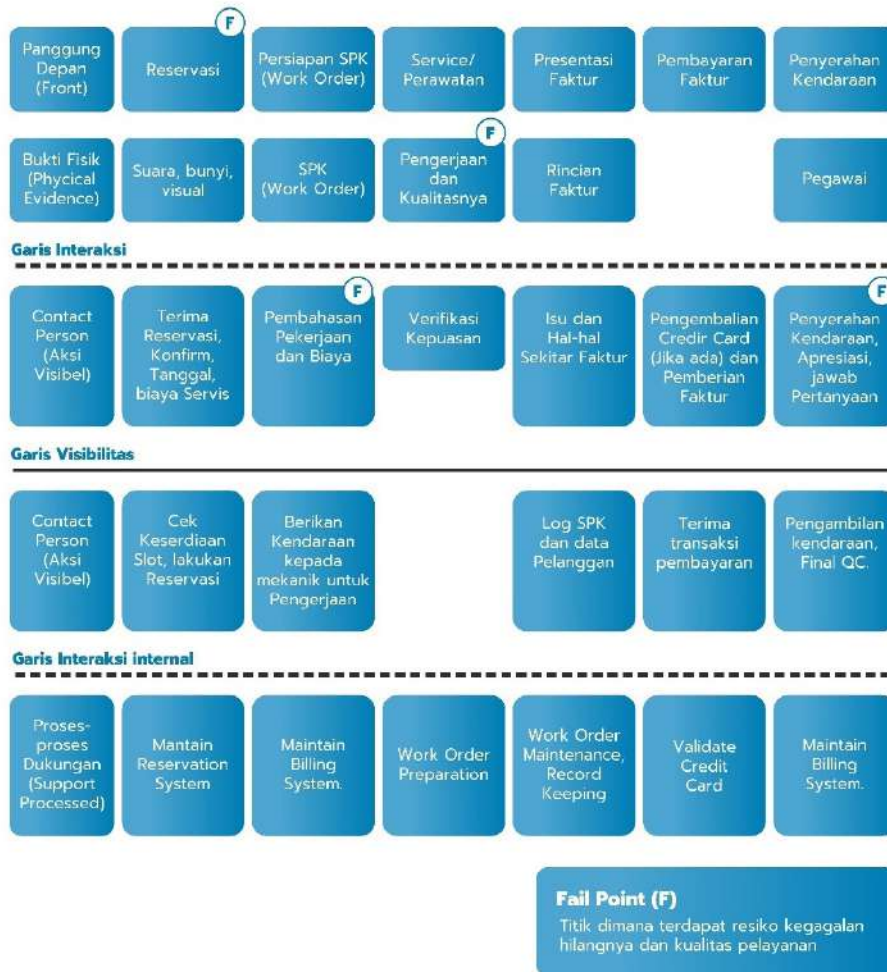 F
Panggung
Depan
(Front)
Reservasi
Persiapan SPK
(Work Order)
Service/
Perawatan
Presentasi
Faktur
Pembayaran
Faktur
Penyerahan
Kendaraan
F
Bukti Fisik
(Phycical
Evidence)
Suara, bunyi,
visual
SPK
(Work Order)
Pengerjaan
dan
Kualitasnya
Rincian
Faktur
Pegawai
Garis Interaksi
F
F
Contact
Person
(Aksi
Visibel)
Terima
Reservasi,
Konfirm,
Tanggal,
biaya Servis
Pembahasan
Pekerjaan
dan Biaya
Verifikasi
Kepuasan
Isu dan
Hal-hal
Sekitar Faktur
Pengembalian
Credir Card
(Jika ada) dan
Pemberian
Faktur
Penyerahan
Kendaraan,
Apresiasi,
jawab
Pertanyaan
Garis Visibilitas
Contact
Person
(Aksi
Visibel)
Cek
Keserdiaan
Slot, lakukan
Reservasi
Berikan
Kendaraan
kepada
mekanik untuk
Pengerjaan
Log SPK
dan data
Pelanggan
Terima
transaksi
pembayaran
Pengambilan
kendaraan,
Final QC.
Garis Interaksi internal
Proses-
proses
Dukungan
(Support
Processed)
Mantain
Reservation
System
Maintain
Billing
System.
Work Order
Preparation
Work Order
Maintenance,
Record
Keeping
Validate
Credit
Card
Maintain
Billing
System.
Fail Point (F)
Titik dimana terdapat resiko kegagalan
hilangnya dan kualitas pelayanan